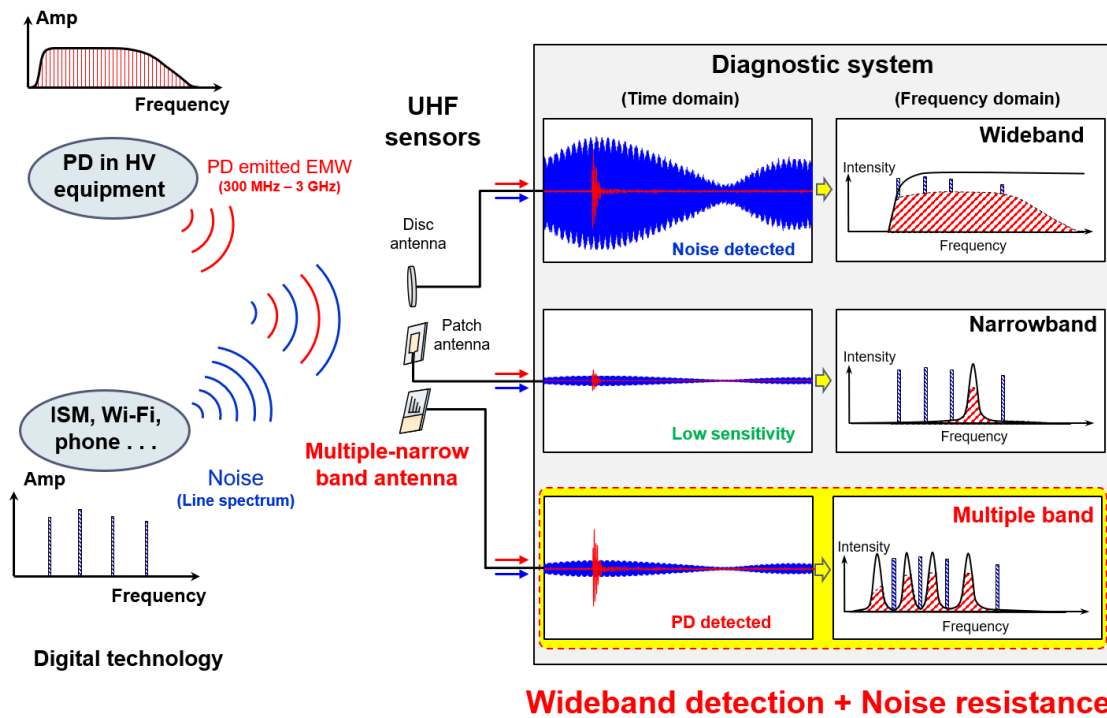 Amp
Frequency
PD in HV
equipment
PD emitted EMW
(300 MHz – 3 GHz)
ISM, Wi-Fi,
phone . . .
Noise
(Line spectrum)
Amp
Frequency
Digital technology
UHF
sensors
Disc
antenna
Patch
antenna
Multiple-narrow
band antenna
Diagnostic system
(Time domain)
(Frequency domain)
Noise detected
Wideband
Intensity
Frequency
Low sensitivity
Narrowband
Intensity
Frequency
PD detected
Multiple band
Intensity
Frequency
Wideband detection + Noise resistance